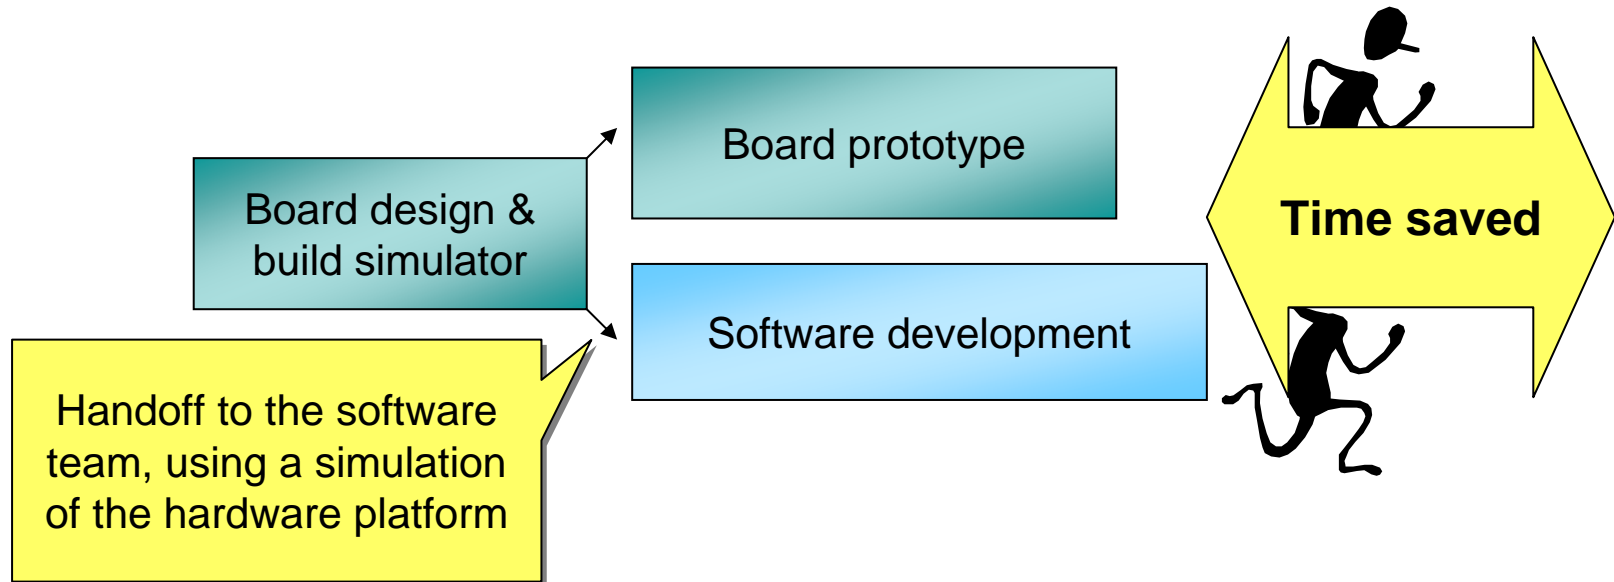 Board prototype
Board design &
build simulator
Time saved
Software development
Handoff to the software
team, using a simulation
of the hardware platform